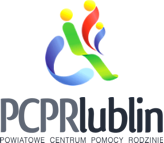 PCPRlublin
POWIATOWE CENTRUM POMOCY RODZINIE